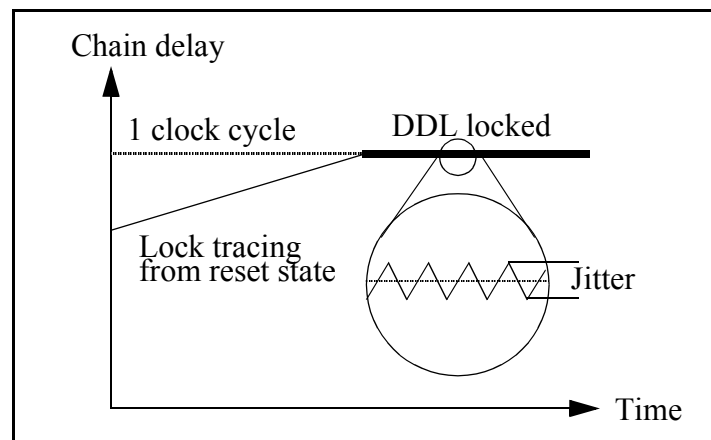 Chain delay
1 clock cycle
DDL locked
Lock tracing
from reset state
Jitter
Time